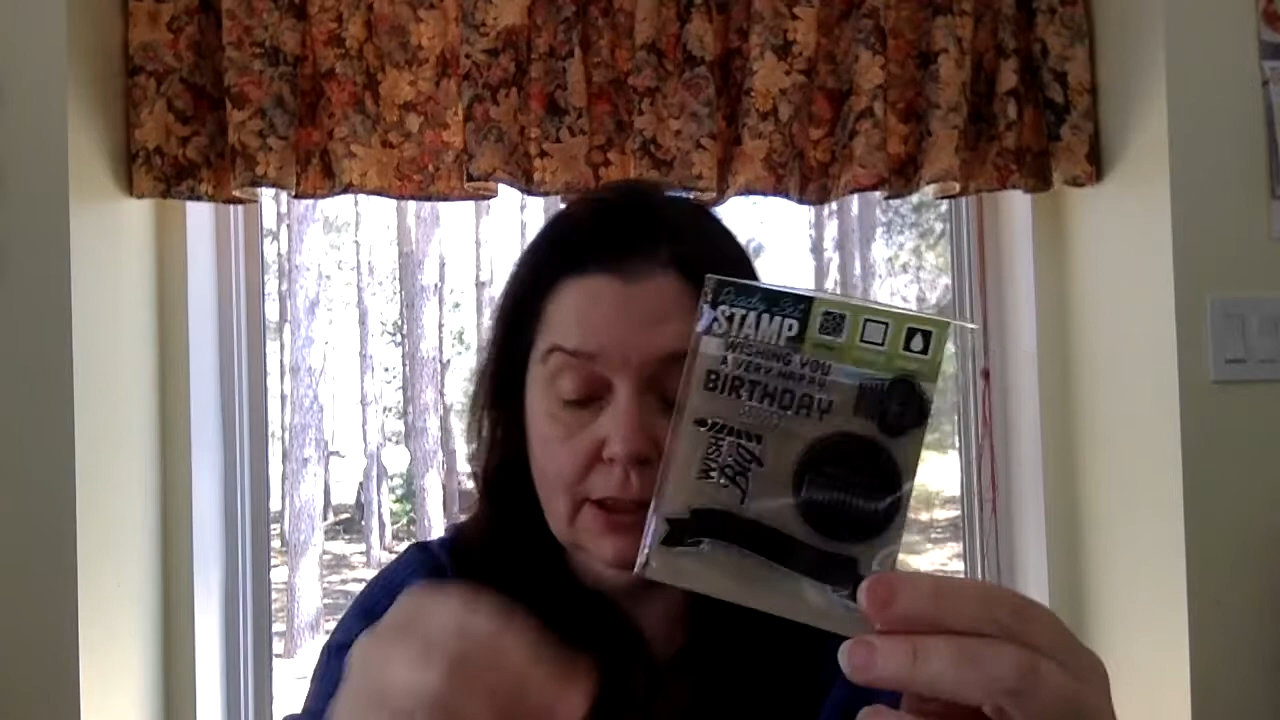 Ready Set
STAMP
WISHING YOU
A VERY HAPPY
BIRTHDAY
WISH
Big